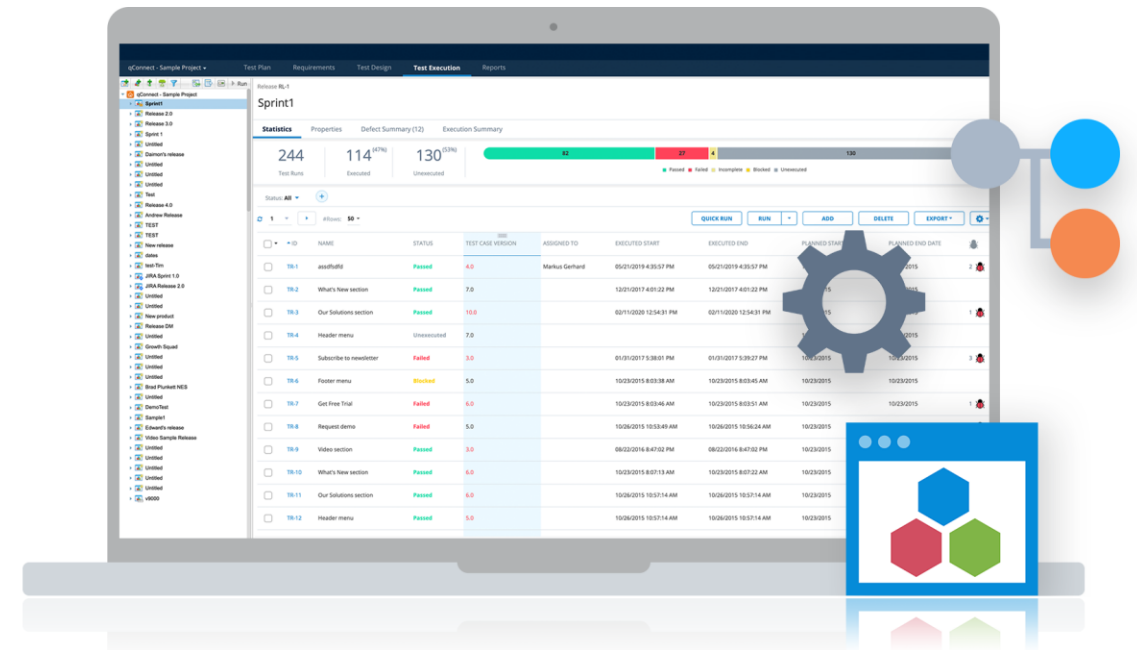 qConnect - Sample Project
Test Plan Requirements Test Design Test Execution Reports
Run
qConnect - Sample Project
Sprint1
Release 2.0
Release 3.0
Sprint 1
Untitled
Daimon's release
Untitled
Untitled
Untitled
Test
Release 4.0
Andrew Release
TEST
TEST
New release
dates
test-Tim
JIRA Sprint 1.0
JIRA Release 2.0
Untitled
Untitled
New product
Release DM
Untitled
Growth Squad
Untitled
Untitled
Untitled
Brad Plunkett NES
Untitled
DemoTest
Sample1
Edward's release
Video Sample Release
Untitled
Untitled
Untitled
Untitled
Untitled
v9000
Release RL-1
Sprint1
Statistics Properties Defect Summary (12) Execution Summary
244 114 (47%) 130 (53%) 27 4 130
Test Runs Executed Unexecuted
Passed Failed Incomplete Blocked Unexecuted
Status: All
1 #Rows: 50 QUICK RUN RUN ADD DELETE EXPORT
ID NAME STATUS TEST CASE VERSION ASSIGNED TO EXECUTED START EXECUTED END PLANNED START PLANNED END DATE
TR-1 assdfsdfd Passed 4.0 Markus Gerhard 05/21/2019 4:35:57 PM 05/21/2019 4:35:57 PM 2
TR-2 What's New section Passed 7.0 12/21/2017 4:01:22 PM 12/21/2017 4:01:22 PM
TR-3 Our Solutions section Passed 10.0 02/11/2020 12:54:31 PM 02/11/2020 12:54:31 PM 1
TR-4 Header menu Unexecuted 7.0
TR-5 Subscribe to newsletter Failed 3.0 01/31/2017 5:38:01 PM 01/31/2017 5:39:27 PM 10/23/2015 10/23/2015 3
TR-6 Footer menu Blocked 5.0 10/23/2015 8:03:38 AM 10/23/2015 8:03:45 AM 10/23/2015 10/23/2015
TR-7 Get Free Trial Failed 6.0 10/23/2015 8:03:46 AM 10/23/2015 8:03:51 AM 10/23/2015 10/23/2015 1
TR-8 Request demo Failed 5.0 10/26/2015 10:53:49 AM 10/26/2015 10:56:24 AM 10/23/2015
TR-9 Video section Passed 3.0 08/22/2016 8:47:02 PM 08/22/2016 8:47:02 PM 10/23/2015
TR-10 What's New section Passed 6.0 10/23/2015 8:07:13 AM 10/23/2015 8:07:22 AM 10/23/2015
TR-11 Our Solutions section Passed 6.0 10/26/2015 10:57:14 AM 10/26/2015 10:57:14 AM 10/23/2015
TR-12 Header menu Passed 5.0 10/26/2015 10:57:14 AM 10/26/2015 10:57:14 AM 10/23/2015